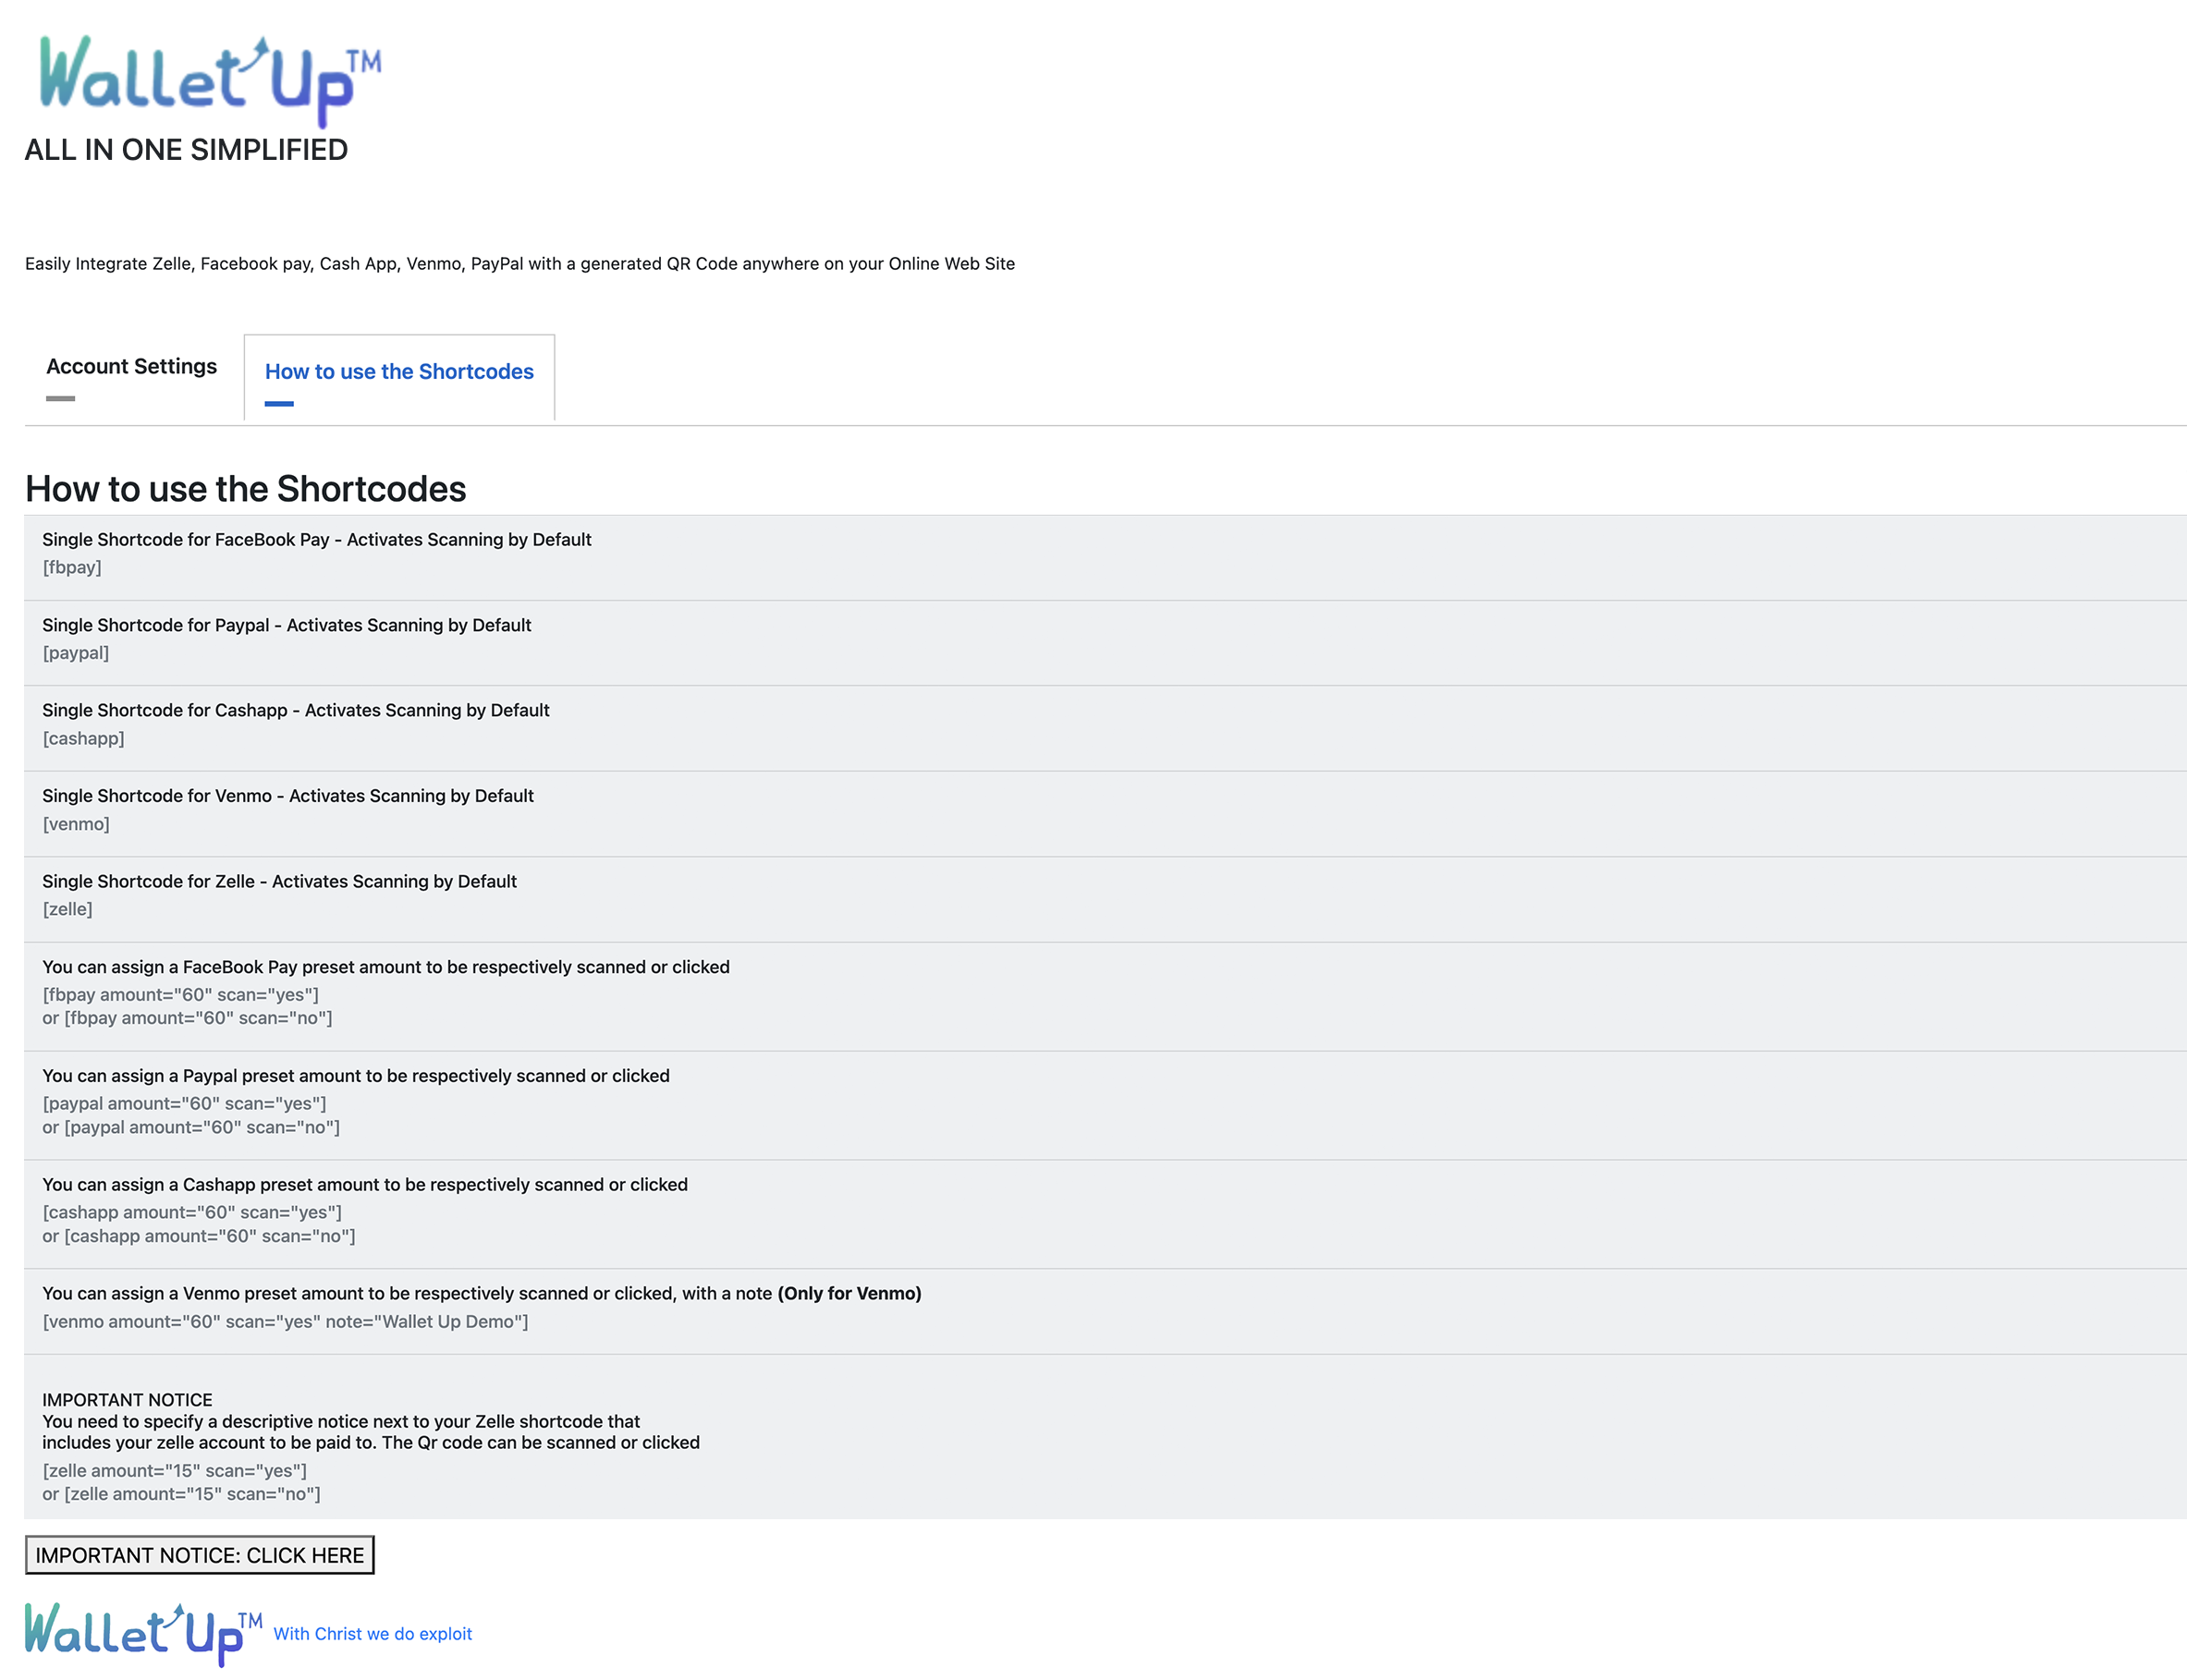 Wallet Up™
ALL IN ONE SIMPLIFIED
Easily Integrate Zelle, Facebook pay, Cash App, Venmo, PayPal with a generated QR Code anywhere on your Online Web Site
Account Settings
How to use the Shortcodes
How to use the Shortcodes
Single Shortcode for FaceBook Pay - Activates Scanning by Default
[fbpay]
Single Shortcode for Paypal - Activates Scanning by Default
[paypal]
Single Shortcode for Cashapp - Activates Scanning by Default
[cashapp]
Single Shortcode for Venmo - Activates Scanning by Default
[venmo]
Single Shortcode for Zelle - Activates Scanning by Default
[zelle]
You can assign a FaceBook Pay preset amount to be respectively scanned or clicked
[fbpay amount="60" scan="yes"]
or [fbpay amount="60" scan="no"]
You can assign a Paypal preset amount to be respectively scanned or clicked
[paypal amount="60" scan="yes"]
or [paypal amount="60" scan="no"]
You can assign a Cashapp preset amount to be respectively scanned or clicked
[cashapp amount="60" scan="yes"]
or [cashapp amount="60" scan="no"]
You can assign a Venmo preset amount to be respectively scanned or clicked, with a note (Only for Venmo)
[venmo amount="60" scan="yes" note="Wallet Up Demo"]
IMPORTANT NOTICE
You need to specify a descriptive notice next to your Zelle shortcode that
includes your zelle account to be paid to. The Qr code can be scanned or clicked
[zelle amount="15" scan="yes"]
or [zelle amount="15" scan="no"]
IMPORTANT NOTICE: CLICK HERE
Wallet Up™ With Christ we do exploit